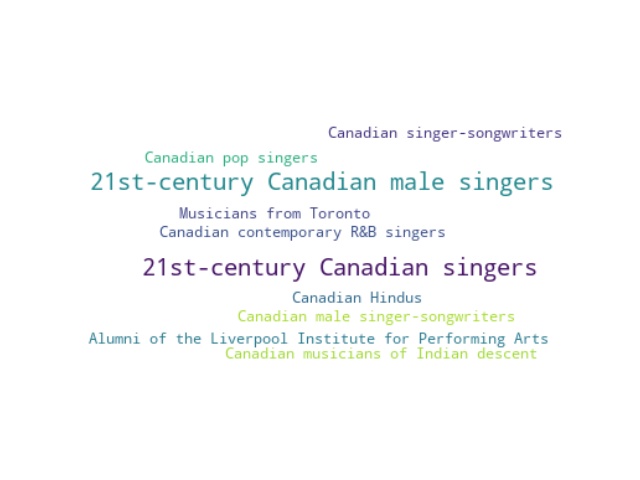 Canadian singer-songwriters
Canadian pop singers
21st-century Canadian male singers
Musicians from Toronto
Canadian contemporary R&B singers
21st-century Canadian singers
Canadian Hindus
Canadian male singer-songwriters
Alumni of the Liverpool Institute for Performing Arts
Canadian musicians of Indian descent